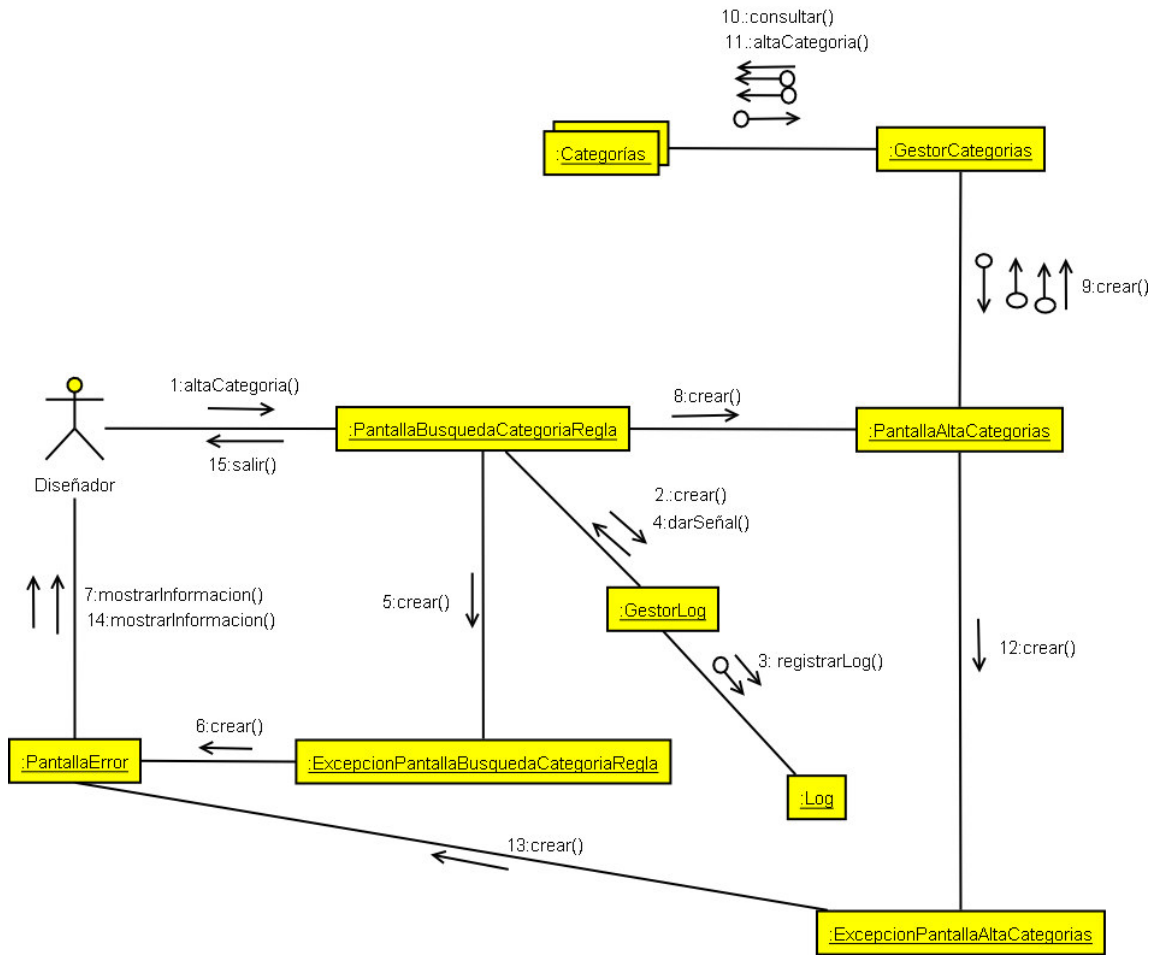 10.:consultar()
11.:altaCategoria()
:Categorías
:GestorCategorias
9:crear()
1:altaCategoria()
8:crear()
:PantallaBusquedaCategoriaRegla
:PantallaAltaCategorias
15:salir()
Diseñador
2.:crear()
4:darSeñal()
7:mostrarInformacion()
14:mostrarInformacion()
5:crear()
:GestorLog
3: registrarLog()
12:crear()
6:crear()
:PantallaError
:ExcepcionPantallaBusquedaCategoriaRegla
:Log
13:crear()
:ExcepcionPantallaAltaCategorias